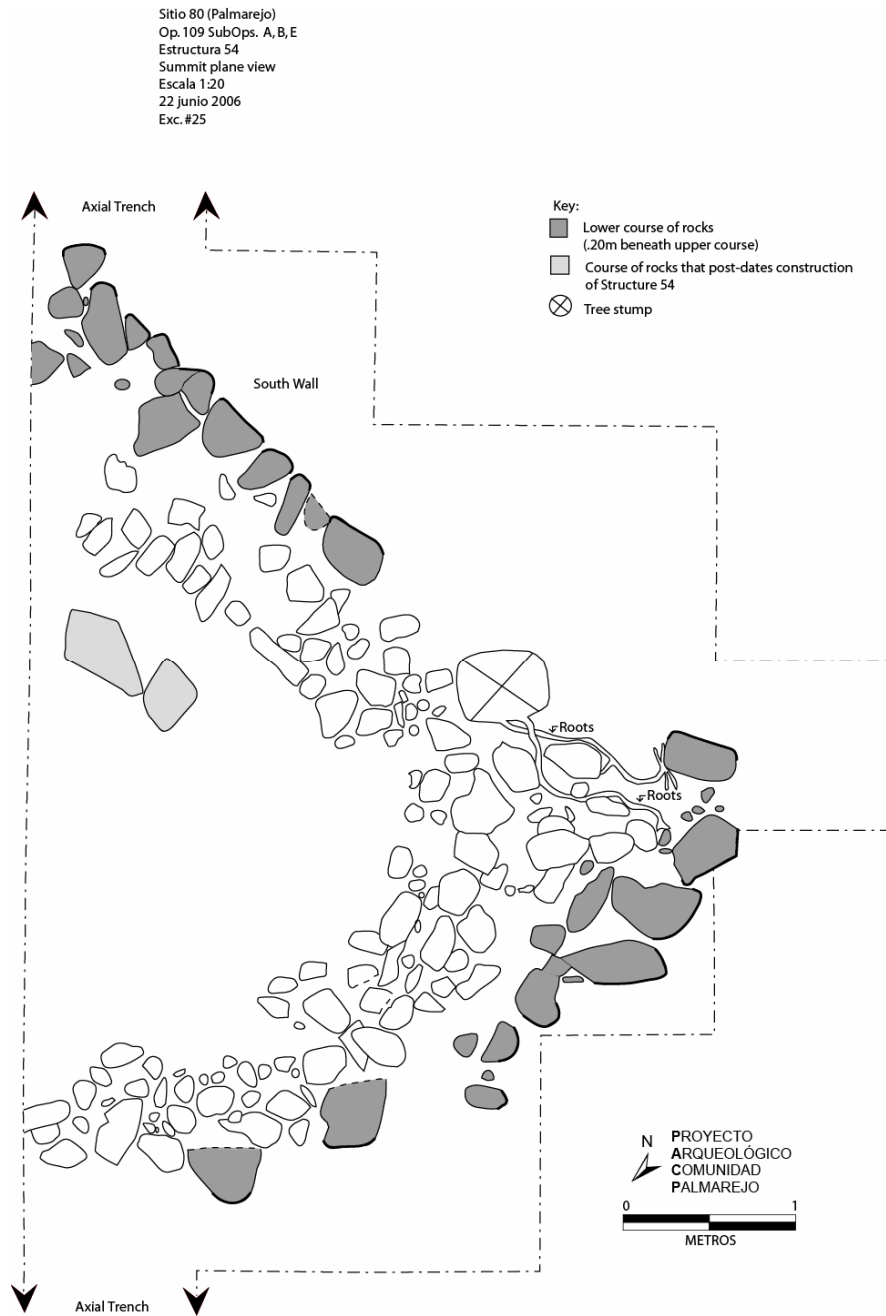 Sitio 80 (Palmarejo)
Op. 109 SubOps. A, B, E
Estructura 54
Summit plane view
Escala 1:20
22 junio 2006
Exc. #25
Axial Trench
Key:
Lower course of rocks
(.20m beneath upper course)
Course of rocks that post-dates construction
of Structure 54
Tree stump
South Wall
Roots
Roots
N
PROYECTO
ARQUEOLÓGICO
COMUNIDAD
PALMAREJO
0 1
METROS
Axial Trench